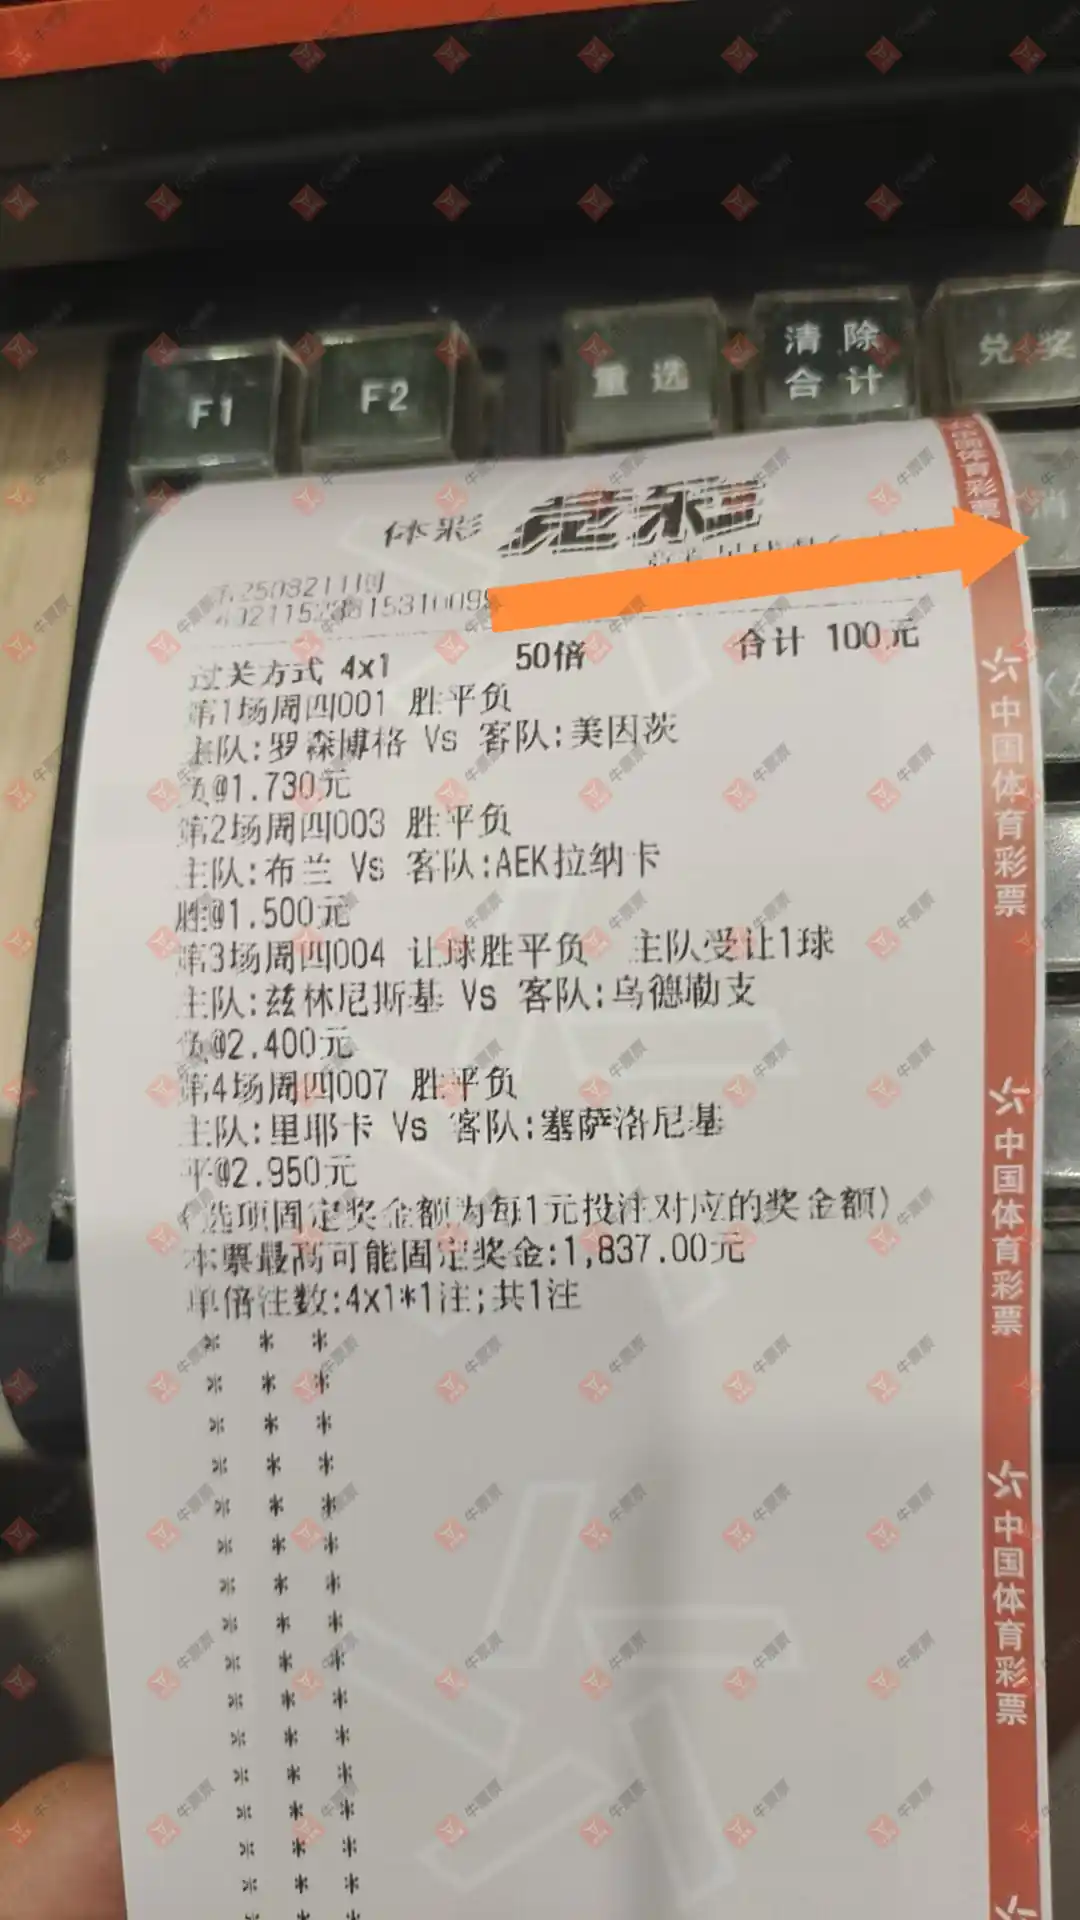 F1
F2
重选
清除
合计
兑奖
体彩 竞彩
过关方式 4x1 50倍 合计 100元
第1场周四001 胜平负
主队:罗森博格 Vs 客队:美因茨
负@1.730元
第2场周四003 胜平负
主队:布兰 Vs 客队:AEK拉纳卡
胜@1.500元
第3场周四004 让球胜平负 主队受让1球
主队:兹林尼斯基 Vs 客队:乌德勒支
负@2.400元
第4场周四007 胜平负
主队:里耶卡 Vs 客队:塞萨洛尼基
平@2.950元
(选项固定奖金额为每1元投注对应的奖金额)
本票最高可能固定奖金:1,837.00元
单倍注数:4x1*1注;共1注
中国体育彩票
中国体育彩票
中国体育彩票
中国体育彩票
牛票票